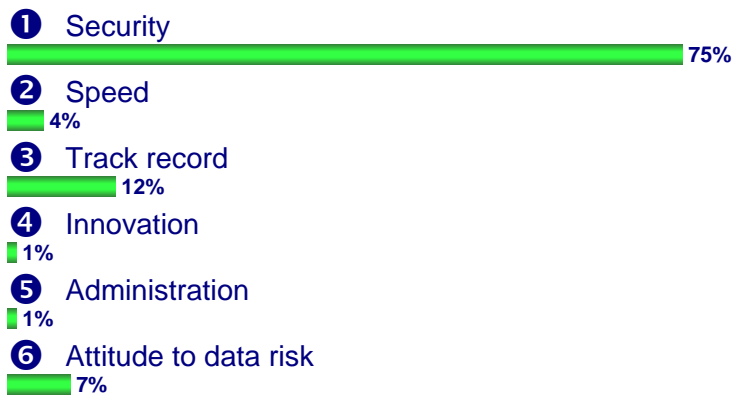 ❶ Security
75%
❷ Speed
4%
❸ Track record
12%
❹ Innovation
1%
❺ Administration
1%
❻ Attitude to data risk
7%